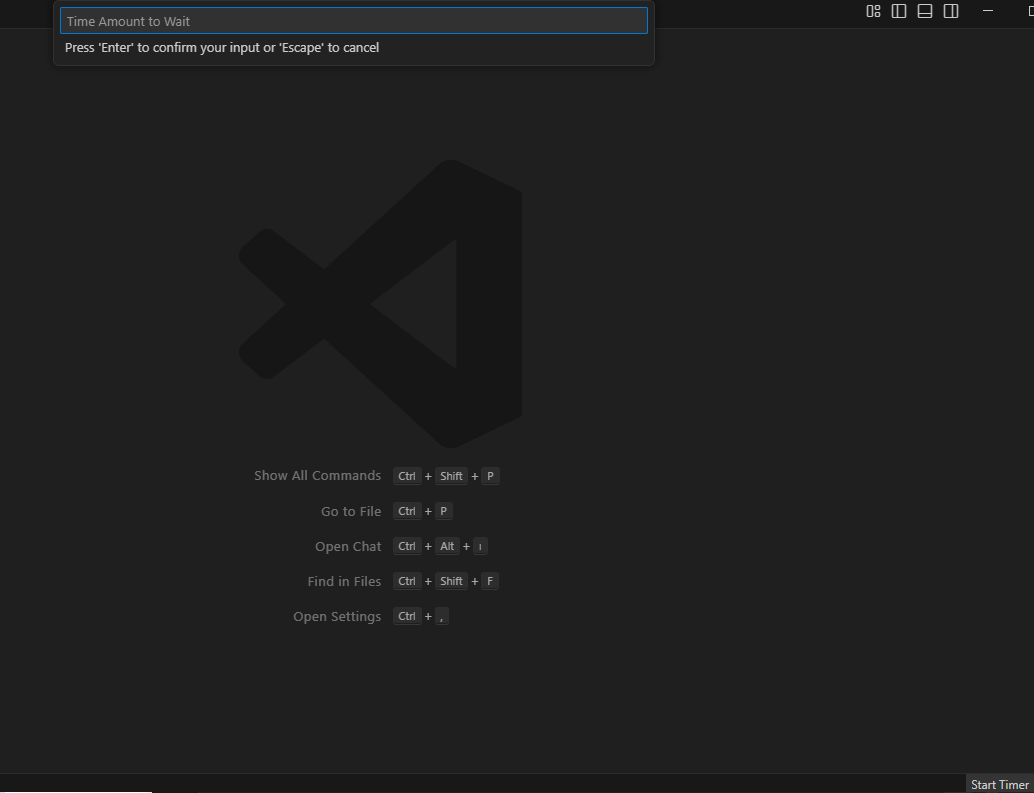 Time Amount to Wait
Press 'Enter' to confirm your input or 'Escape' to cancel
Show All Commands Ctrl + Shift + P
Go to File Ctrl + P
Open Chat Ctrl + Alt + ı
Find in Files Ctrl + Shift + F
Open Settings Ctrl + ,
Start Timer